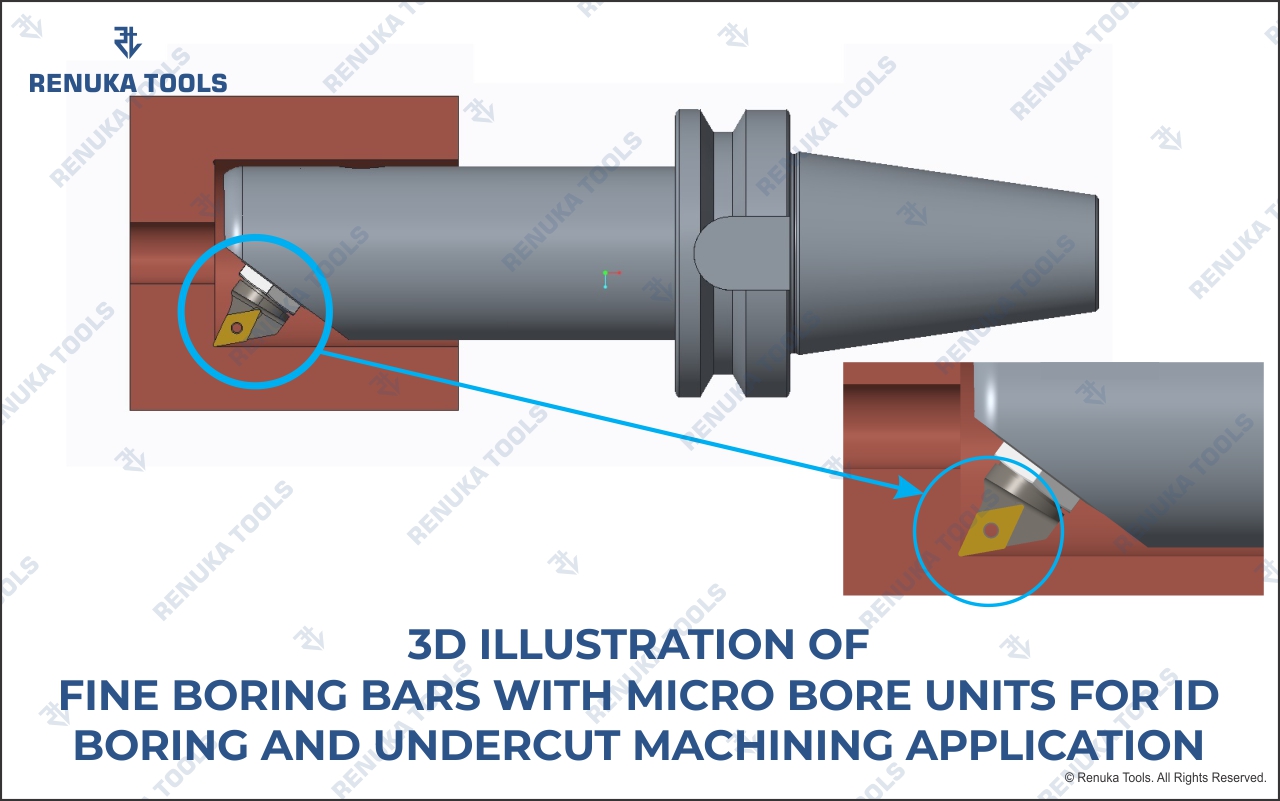 RENUKA TOOLS
3D ILLUSTRATION OF
FINE BORING BARS WITH MICRO BORE UNITS FOR ID
BORING AND UNDERCUT MACHINING APPLICATION
© Renuka Tools. All Rights Reserved.